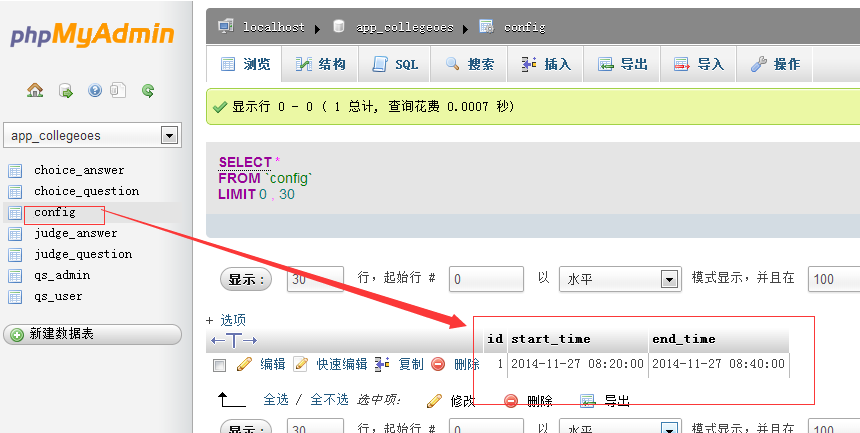 phpMyAdmin
app_collegeoes
choice_answer
choice_question
config
judge_answer
judge_question
qs_admin
qs_user
新建数据表
localhost ▸ app_collegeoes ▸ config
浏览 结构 SQL 搜索 插入 导出 导入 操作
显示行 0 - 0 ( 1 总计, 查询花费 0.0007 秒)
SELECT *
FROM `config`
LIMIT 0 , 30
显示 : 30 行，起始行 # 0 以 水平 模式显示，并且在 100
+ 选项
←T→ id start_time end_time
编辑 快速编辑 复制 删除 1 2014-11-27 08:20:00 2014-11-27 08:40:00
全选 / 全不选 选中项: 修改 删除 导出
显示 : 30 行，起始行 # 0 以 水平 模式显示，并且在 100